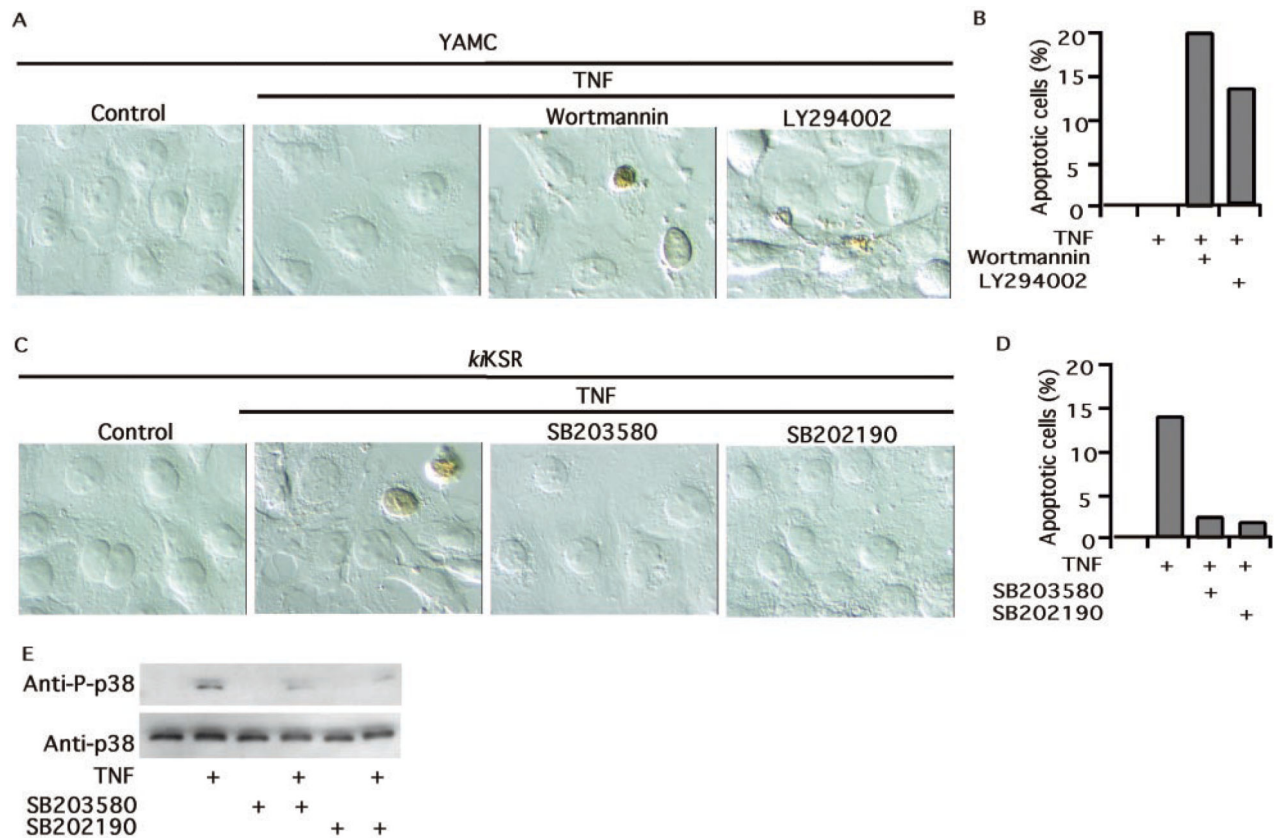 A
YAMC
TNF
Control
Wortmannin
LY294002
B
Apoptotic cells (%)
20
15
10
5
0
TNF + + +
Wortmannin +
LY294002 +
C
kiKSR
TNF
Control
SB203580
SB202190
D
Apoptotic cells (%)
20
15
10
5
0
TNF + + +
SB203580 +
SB202190 +
E
Anti-P-p38
Anti-p38
TNF + + +
SB203580 + +
SB202190 + +